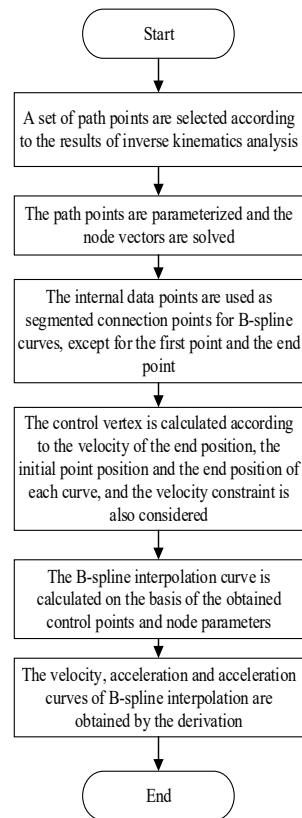 Start
A set of path points are selected according
to the results of inverse kinematics analysis
The path points are parameterized and the
node vectors are solved
The internal data points are used as
segmented connection points for B-spline
curves, except for the first point and the end
point
The control vertex is calculated according
to the velocity of the end position, the
initial point position and the end position of
each curve, and the velocity constraint is
also considered
The B-spline interpolation curve is
calculated on the basis of the obtained
control points and node parameters
The velocity, acceleration and acceleration
curves of B-spline interpolation are
obtained by the derivation
End